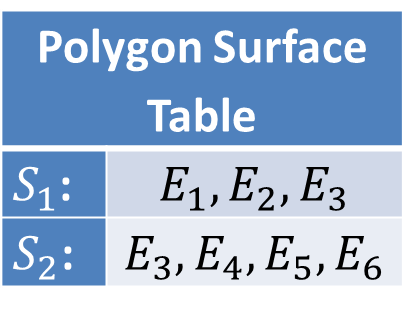 Polygon Surface
Table
S₁: E₁, E₂, E₃
S₂: E₃, E₄, E₅, E₆